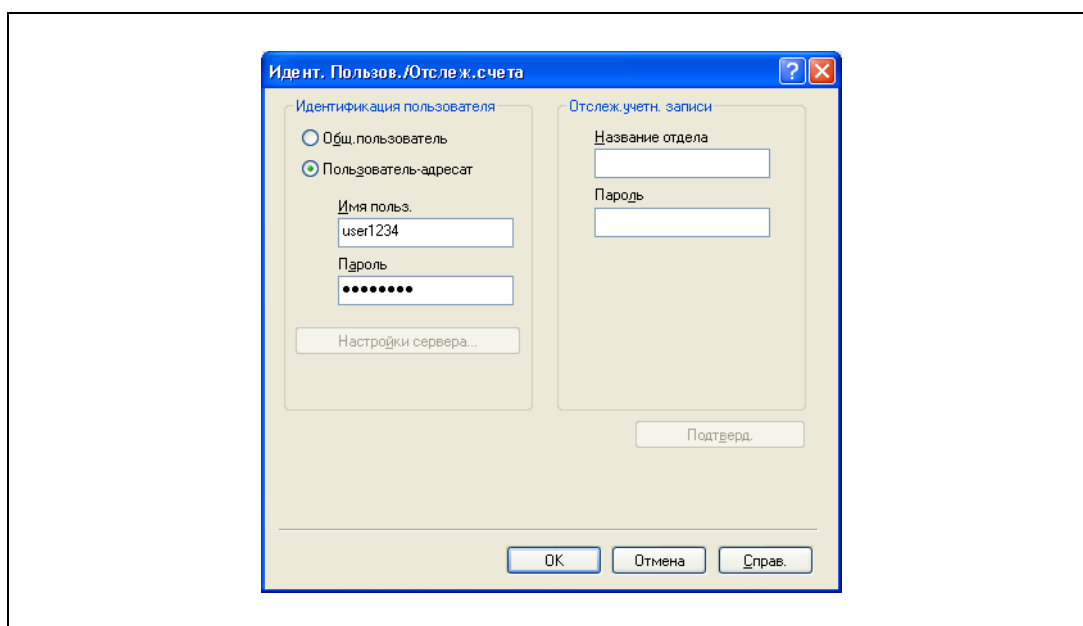 Идент. Пользов./Отслеж.счета
Идентификация пользователя
Общ.пользователь
Пользователь-адресат
Имя польз.
user1234
Пароль
••••••••
Настройки сервера...
Отслеж.учетн. записи
Название отдела
Пароль
Подтверд.
OK
Отмена
Справ.